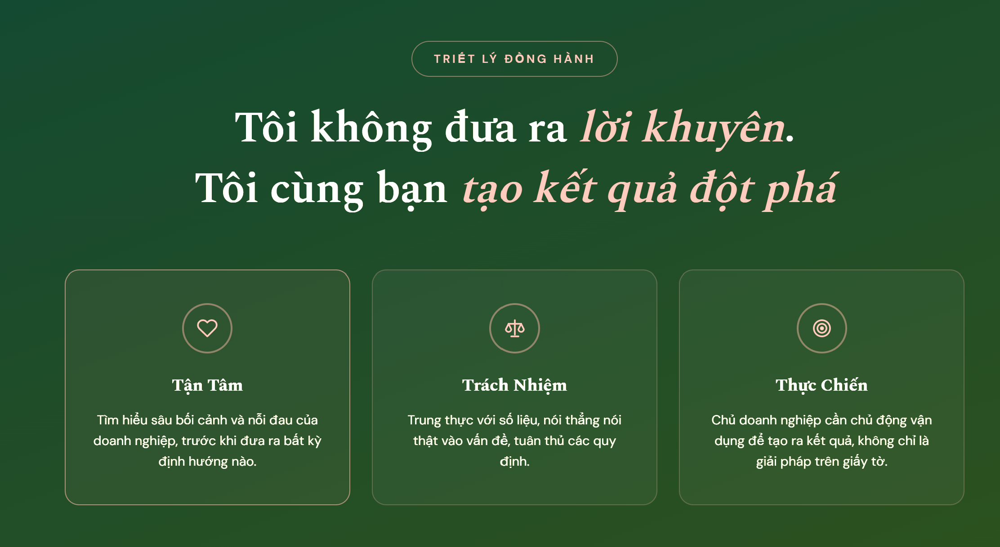 TRIẾT LÝ ĐỒNG HÀNH
Tôi không đưa ra lời khuyên.
Tôi cùng bạn tạo kết quả đột phá
Tận Tâm
Tìm hiểu sâu bối cảnh và nỗi đau của
doanh nghiệp, trước khi đưa ra bất kỳ
định hướng nào.
Trách Nhiệm
Trung thực với số liệu, nói thẳng nói
thật vào vấn đề, tuân thủ các quy
định.
Thực Chiến
Chủ doanh nghiệp cần chủ động vận
dụng để tạo ra kết quả, không chỉ là
giải pháp trên giấy tờ.